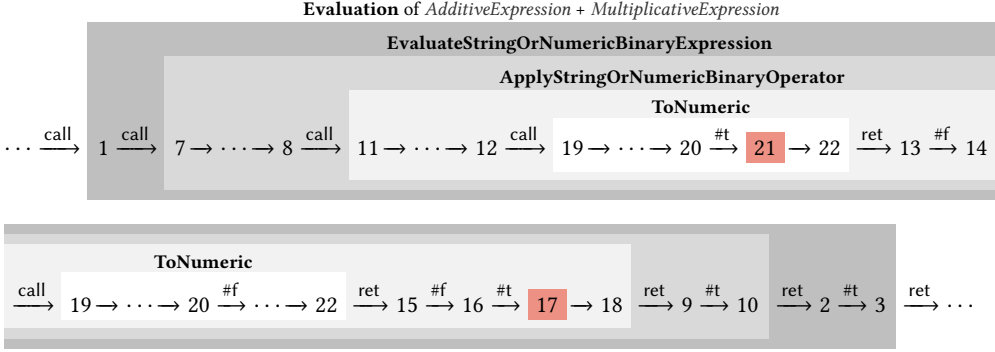 Evaluation of AdditiveExpression + MultiplicativeExpression
EvaluateStringOrNumericBinaryExpression
ApplyStringOrNumericBinaryOperator
ToNumeric
··· call → 1 call → 7 → ··· → 8 call → 11 → ··· → 12 call → 19 → ··· → 20 #t → 21 → 22 ret → 13 #f → 14
ToNumeric
call → 19 → ··· → 20 #f → ··· → 22 ret → 15 #f → 16 #t → 17 → 18 ret → 9 #t → 10 ret → 2 #t → 3 ret → ···